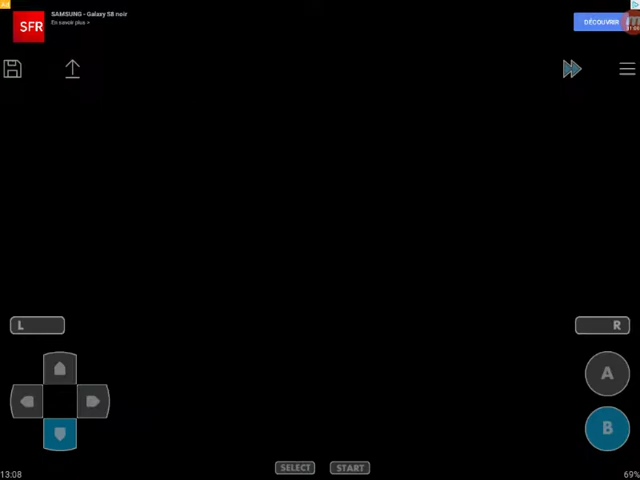 SFR
SAMSUNG - Galaxy S8 noir
En savoir plus >
DÉCOUVRIR
L
R
A
B
SELECT
START
13:08
69%